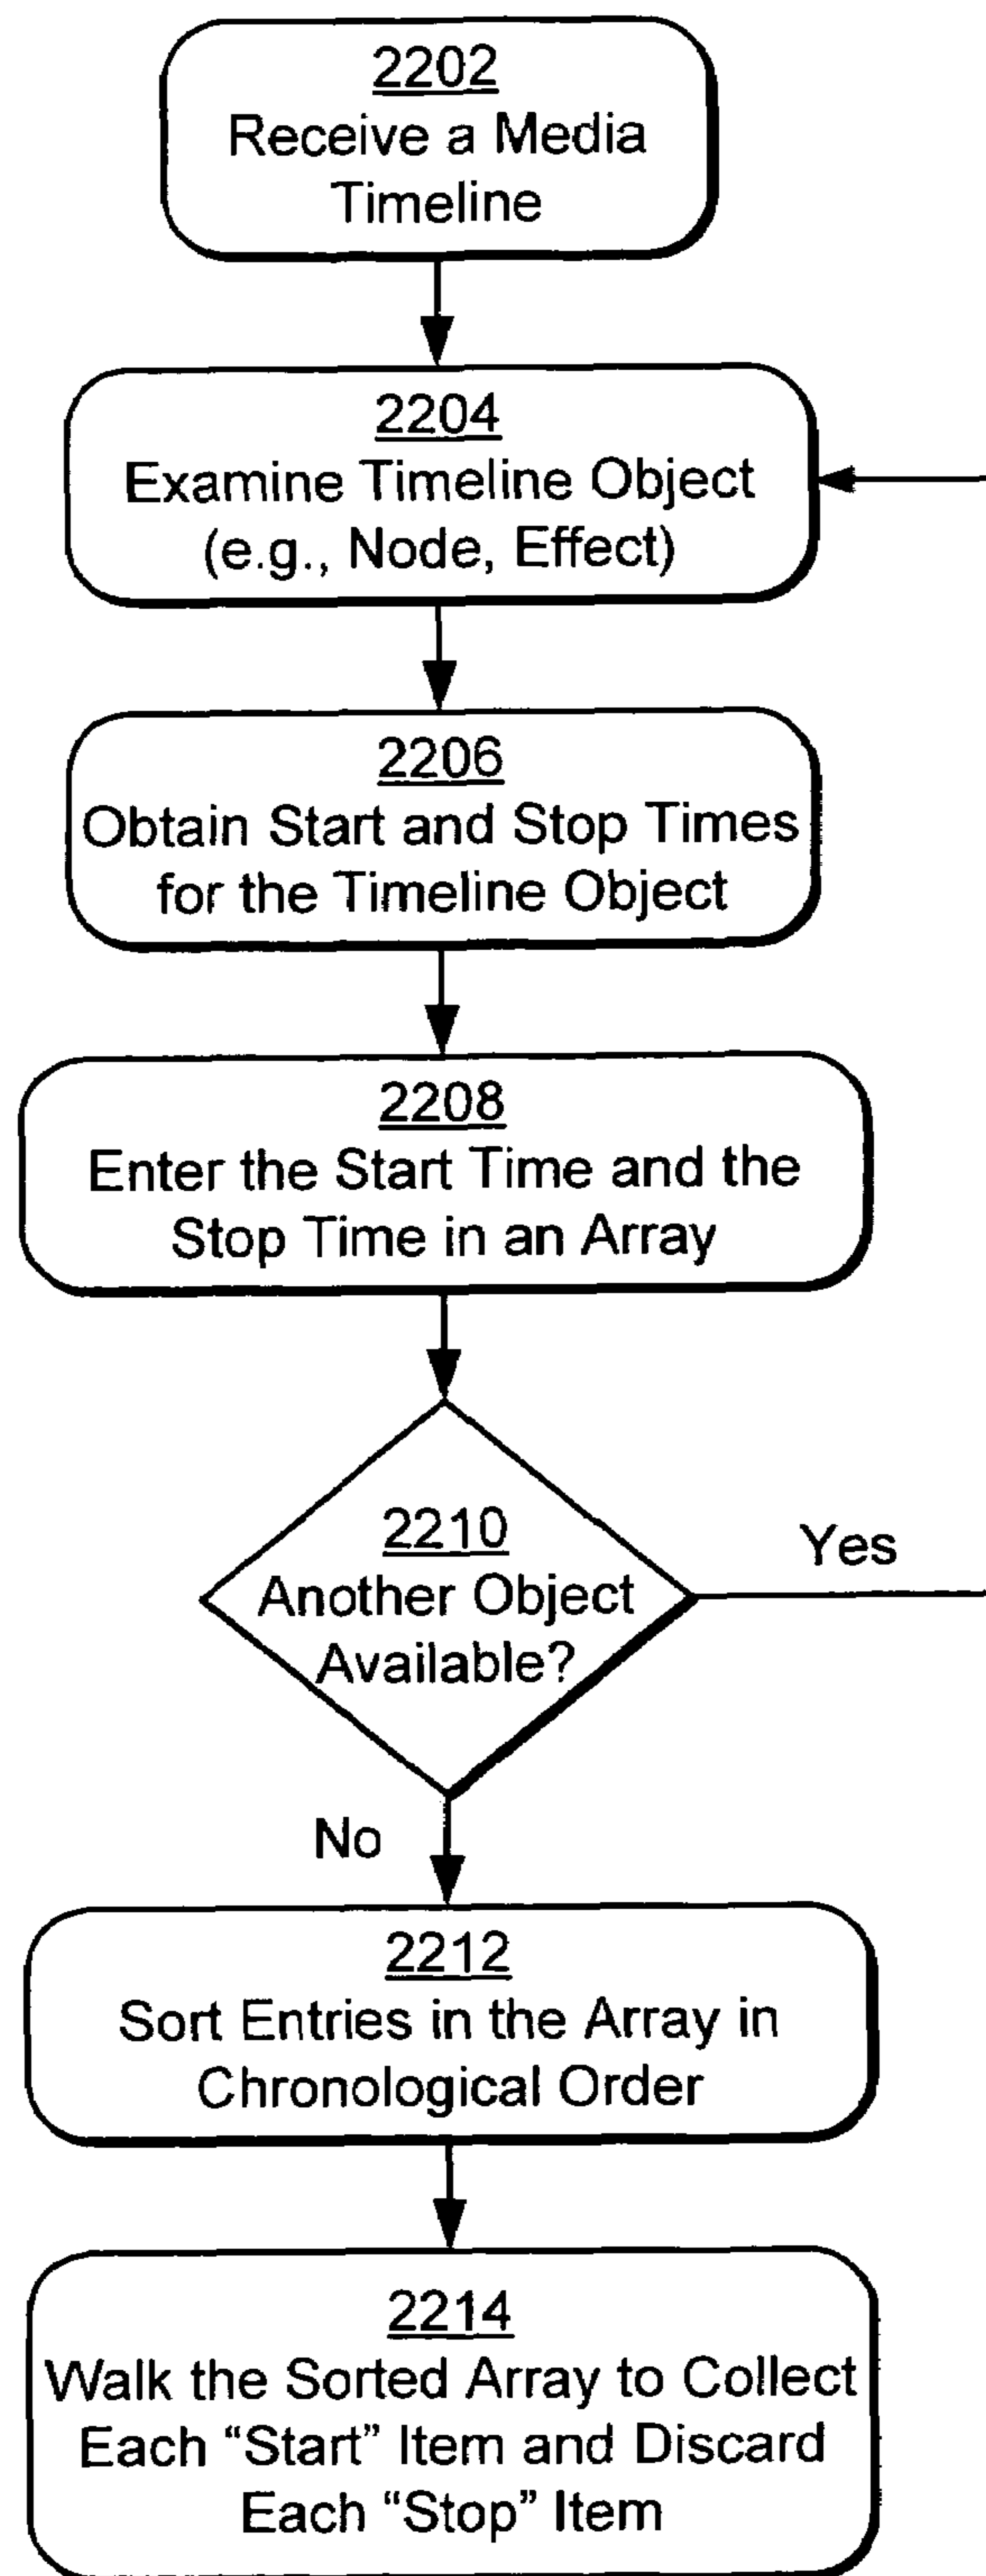 2202
Receive a Media
Timeline
2204
Examine Timeline Object
(e.g., Node, Effect)
2206
Obtain Start and Stop Times
for the Timeline Object
2208
Enter the Start Time and the
Stop Time in an Array
2210
Another Object
Available?
Yes
No
2212
Sort Entries in the Array in
Chronological Order
2214
Walk the Sorted Array to Collect
Each “Start” Item and Discard
Each “Stop” Item